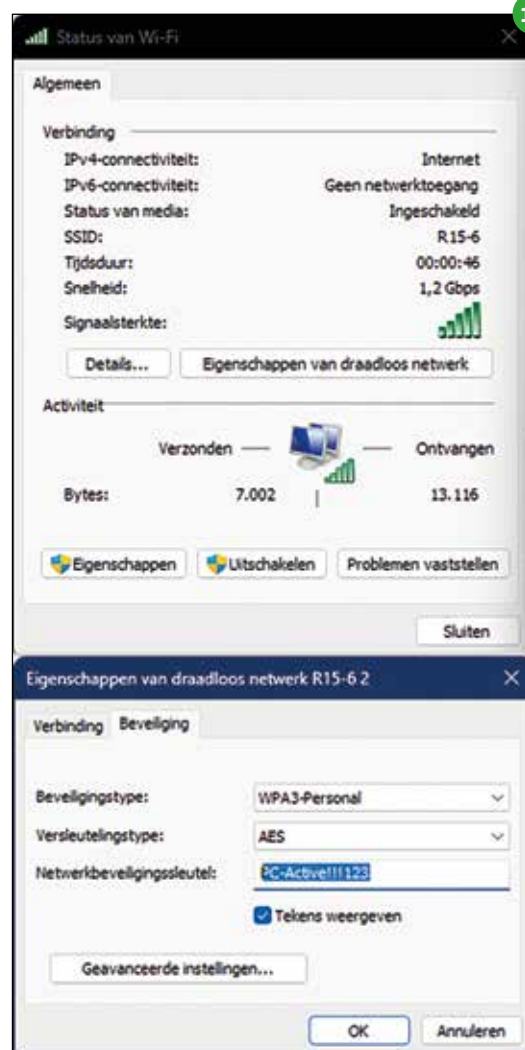 Status van Wi-Fi
Algemeen
Verbinding
IPv4-connectiviteit: Internet
IPv6-connectiviteit: Geen netwerktoegang
Status van media: Ingeschakeld
SSID: R15-6
Tijdsduur: 00:00:46
Snelheid: 1,2 Gbps
Signaalsterkte:
Details... Eigenschappen van draadloos netwerk
Activiteit
Verzonden — — Ontvangen
Bytes: 7.002 | 13.116
Eigenschappen Uitschakelen Problemen vaststellen
Sluiten
Eigenschappen van draadloos netwerk R15-6 2
Verbinding Beveiliging
Beveiligingstype: WPA3-Personal
Versleutelingstype: AES
Netwerkbeveiligingssleutel: PC-Active!!!123
Tekens weergeven
Geavanceerde instellingen...
OK Annuleren